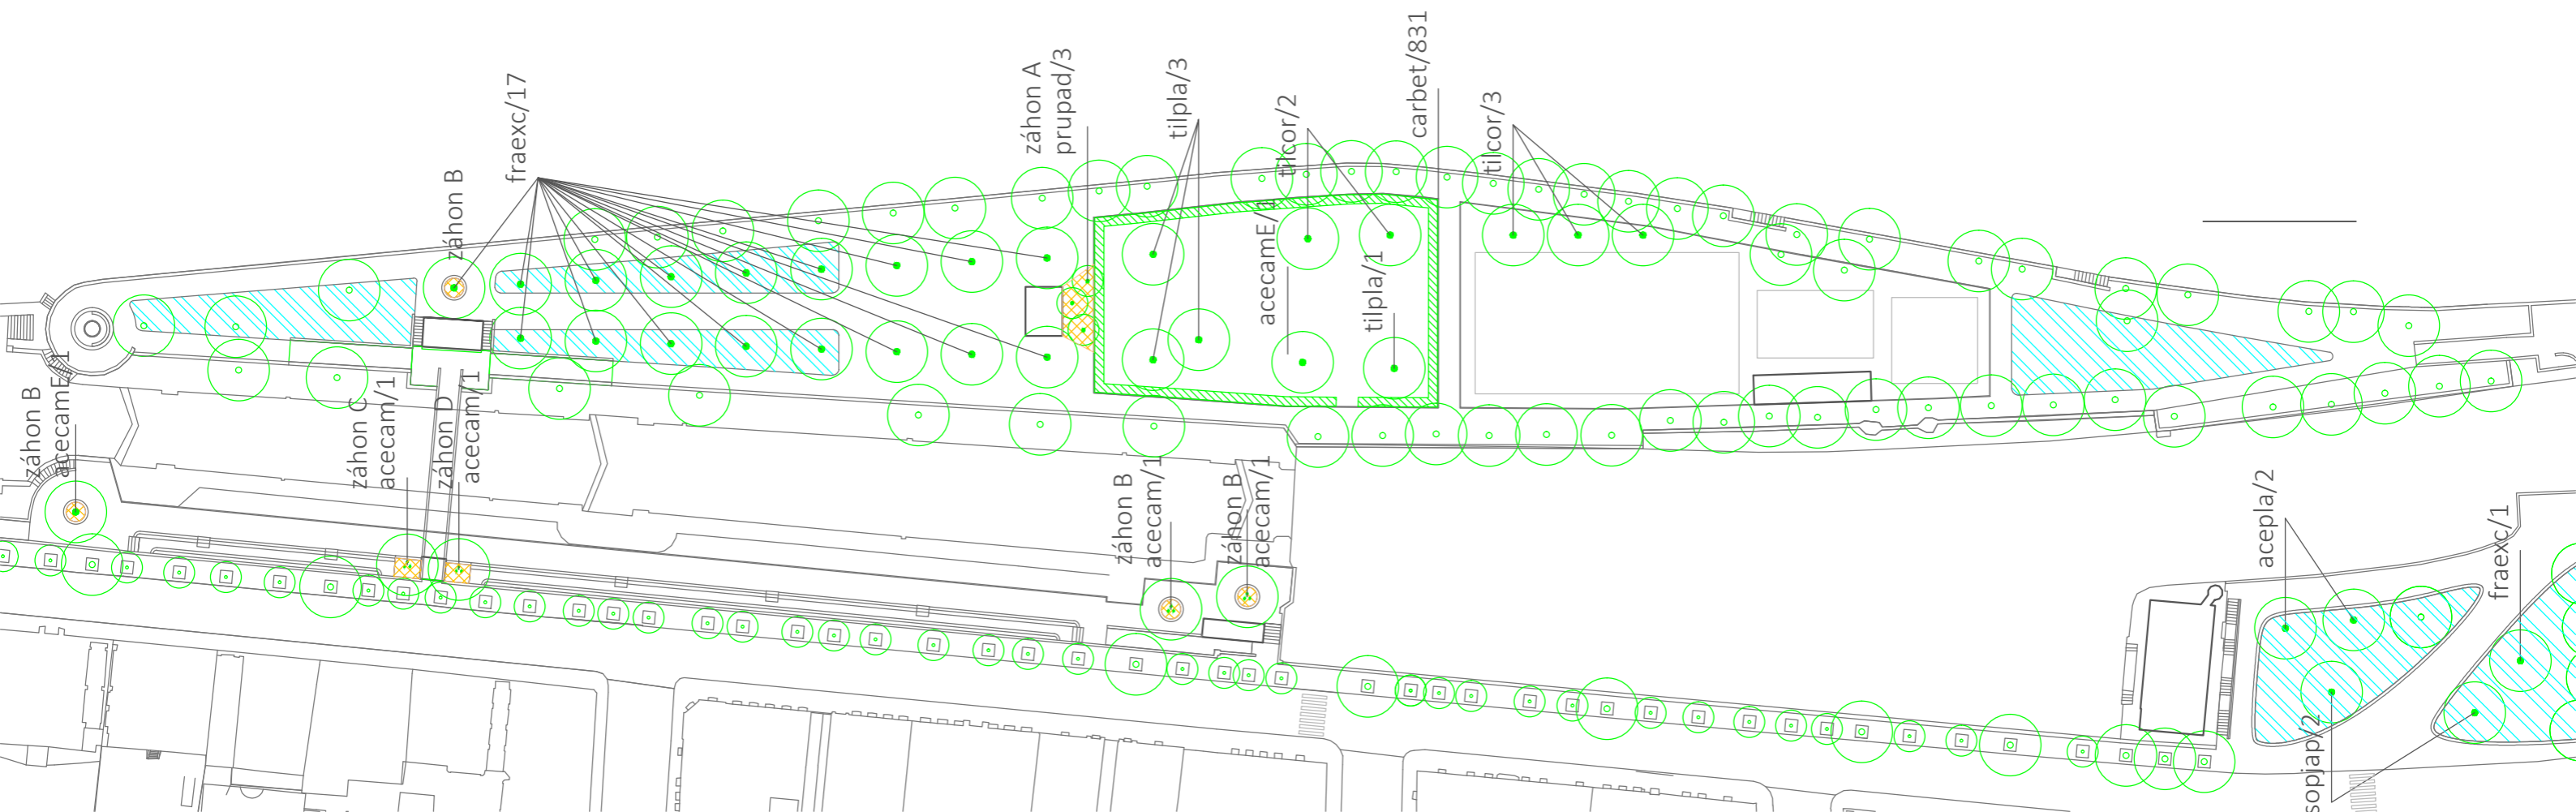 záhon B
acecamE/1
záhon C
acecam/1
záhon D
acecam/1
záhon B
fraexc/17
záhon A
prupad/3
tilpla/3
tilcor/2
acecamE/1
tilpla/1
carbet/831
tilcor/3
záhon B
acecam/1
záhon B
acecam/1
acepla/2
sopjap/2
fraexc/1